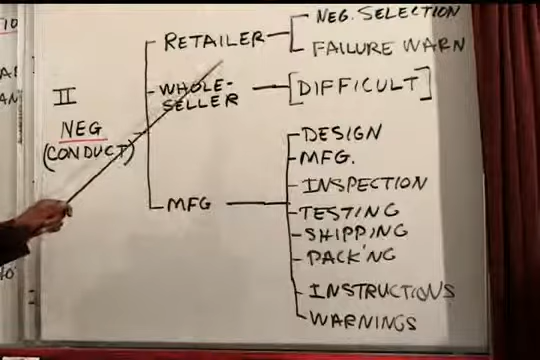 RETAILER
NEG. SELECTION
FAILURE WARN
II
NEG
(CONDUCT)
WHOLE-
SELLER
[DIFFICULT]
MFG
DESIGN
MFG.
INSPECTION
TESTING
SHIPPING
PACK'NG
INSTRUCTIONS
WARNINGS